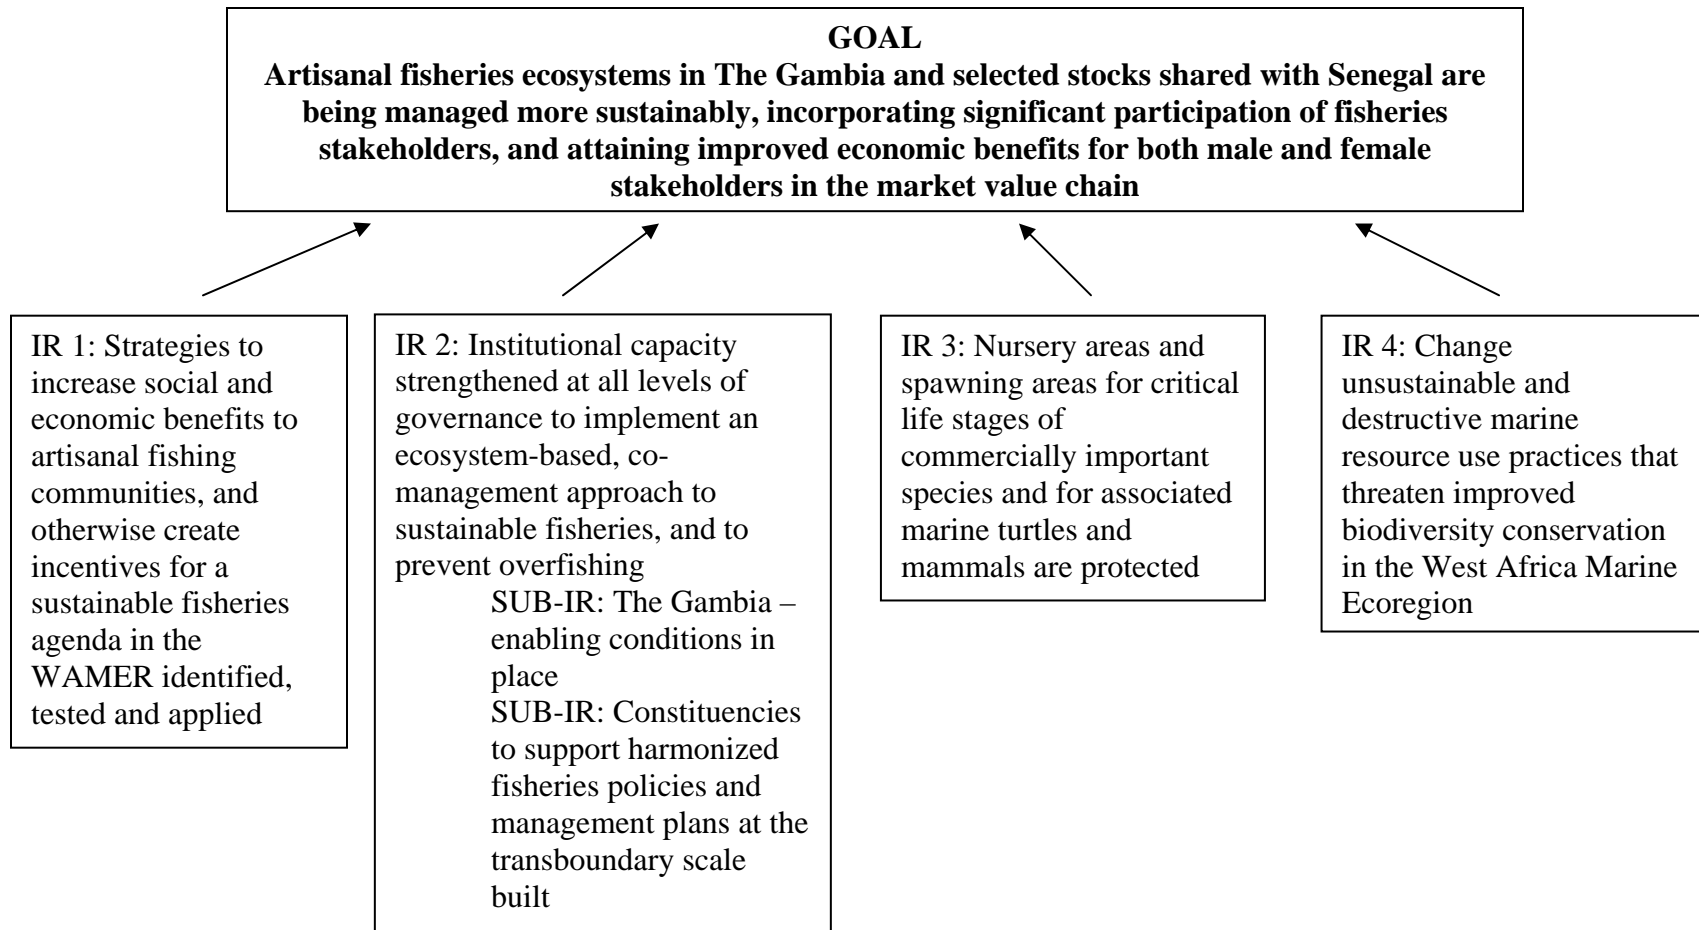 GOAL
Artisanal fisheries ecosystems in The Gambia and selected stocks shared with Senegal are
being managed more sustainably, incorporating significant participation of fisheries
stakeholders, and attaining improved economic benefits for both male and female
stakeholders in the market value chain
IR 1: Strategies to
increase social and
economic benefits to
artisanal fishing
communities, and
otherwise create
incentives for a
sustainable fisheries
agenda in the
WAMER identified,
tested and applied
IR 2: Institutional capacity
strengthened at all levels of
governance to implement an
ecosystem-based, co-
management approach to
sustainable fisheries, and to
prevent overfishing
SUB-IR: The Gambia –
enabling conditions in
place
SUB-IR: Constituencies
to support harmonized
fisheries policies and
management plans at the
transboundary scale
built
IR 3: Nursery areas and
spawning areas for critical
life stages of
commercially important
species and for associated
marine turtles and
mammals are protected
IR 4: Change
unsustainable and
destructive marine
resource use practices that
threaten improved
biodiversity conservation
in the West Africa Marine
Ecoregion